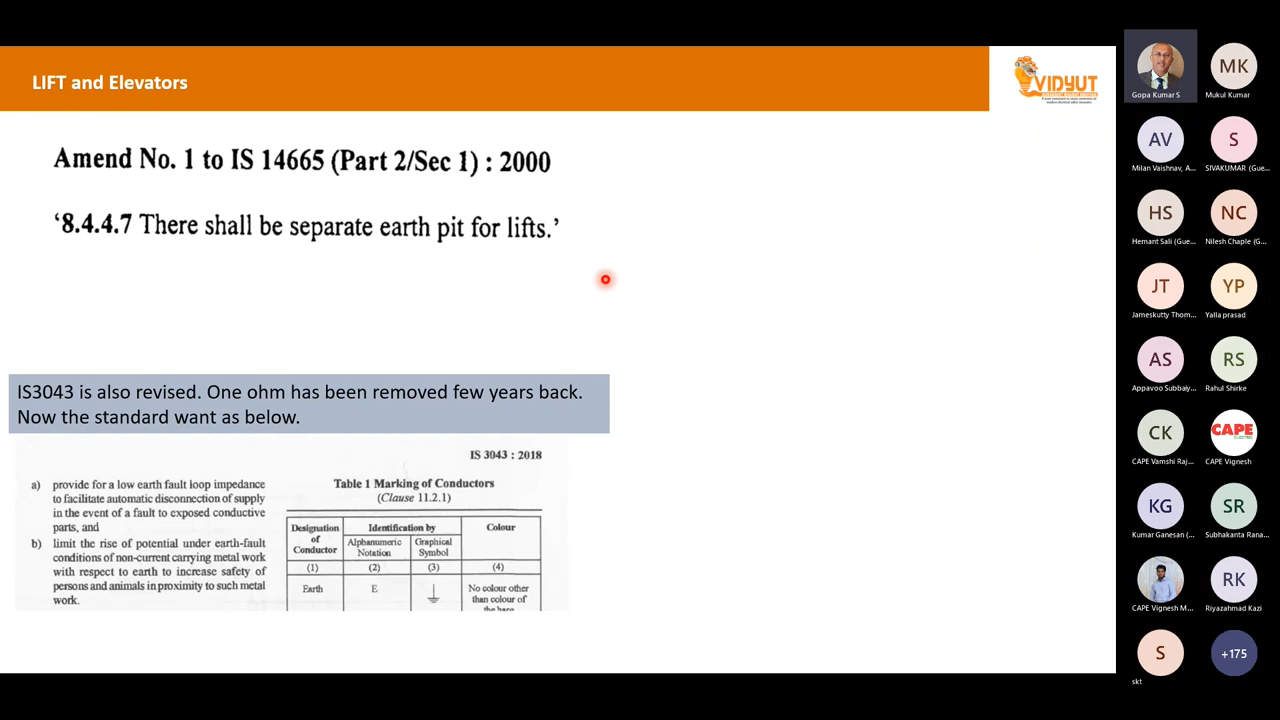 LIFT and Elevators
VIDYUT
Amend No. 1 to IS 14665 (Part 2/Sec 1) : 2000
‘8.4.4.7 There shall be separate earth pit for lifts.’
IS3043 is also revised. One ohm has been removed few years back.
Now the standard want as below.
IS 3043 : 2018
a) provide for a low earth fault loop impedance
to facilitate automatic disconnection of supply
in the event of a fault to exposed conductive
parts, and
b) limit the rise of potential under earth-fault
conditions of non-current carrying metal work
with respect to earth to increase safety of
persons and animals in proximity to such metal
work.
Table 1 Marking of Conductors
(Clause 11.2.1)
Designation of Conductor
Identification by
Colour
Alphanumeric Notation
Graphical Symbol
(1) (2) (3) (4)
Earth E
No colour other
than colour of
the bare
Gopa Kumar S
MK
Mukul Kumar
AV
Milan Vaishnav, A...
S
SIVAKUMAR (Gue...
HS
Hemant Sali (Gue...
NC
Nilesh Chaple (G...
JT
Jameskutty Thom...
YP
Yalla prasad
AS
Appavoo Subbaiy...
RS
Rahul Shirke
CK
CAPE Vamshi Raj...
CAPE
ELECTRIC
CAPE Vignesh
KG
Kumar Ganesan (...
SR
Subhakanta Rana...
CAPE Vignesh M...
RK
Riyazahmad Kazi
S
skt
+175